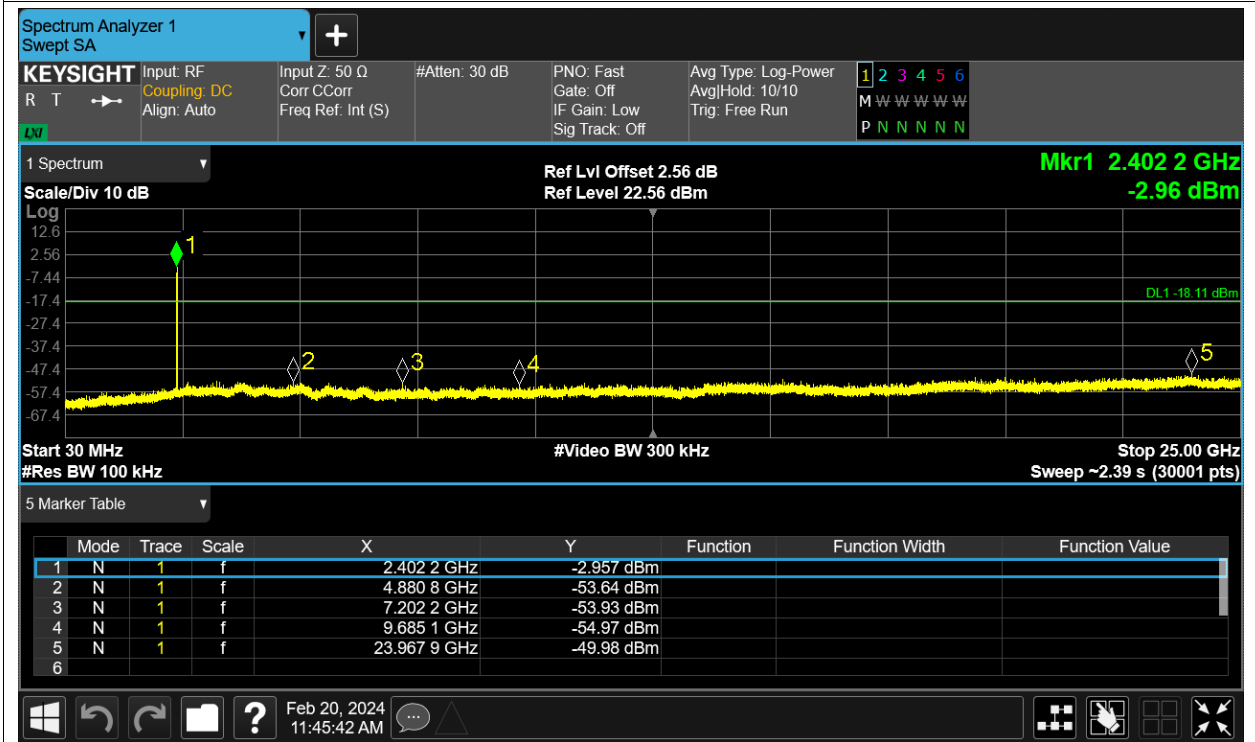 Spectrum Analyzer 1
Swept SA
KEYSIGHT
R T
LXI
Input: RF
Coupling: DC
Align: Auto
Input Z: 50 Ω
Corr CCorr
Freq Ref: Int (S)
#Atten: 30 dB
PNO: Fast
Gate: Off
IF Gain: Low
Sig Track: Off
Avg Type: Log-Power
Avg|Hold: 10/10
Trig: Free Run
1 2 3 4 5 6
M W W W W W
P N N N N N
1 Spectrum
Scale/Div 10 dB
Ref Lvl Offset 2.56 dB
Ref Level 22.56 dBm
Mkr1 2.402 2 GHz
-2.96 dBm
Log
12.6
2.56
-7.44
-17.4
-27.4
-37.4
-47.4
-57.4
-67.4
1
2
3
4
5
DL1 -18.11 dBm
Start 30 MHz
#Video BW 300 kHz
Stop 25.00 GHz
#Res BW 100 kHz
Sweep ~2.39 s (30001 pts)
5 Marker Table
Mode Trace Scale X Y Function Function Width Function Value
1 N 1 f 2.402 2 GHz -2.957 dBm
2 N 1 f 4.880 8 GHz -53.64 dBm
3 N 1 f 7.202 2 GHz -53.93 dBm
4 N 1 f 9.685 1 GHz -54.97 dBm
5 N 1 f 23.967 9 GHz -49.98 dBm
6
?
Feb 20, 2024
11:45:42 AM